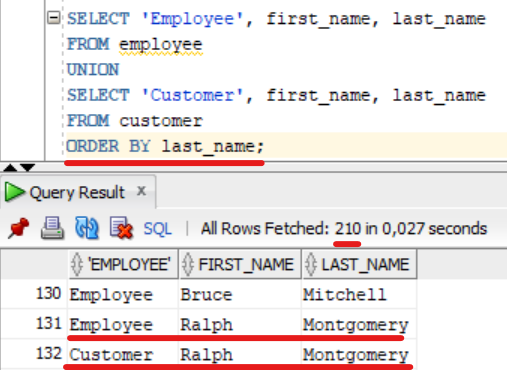 SELECT 'Employee', first_name, last_name
FROM employee
UNION
SELECT 'Customer', first_name, last_name
FROM customer
ORDER BY last_name;
Query Result x
SQL | All Rows Fetched: 210 in 0,027 seconds
'EMPLOYEE' FIRST_NAME LAST_NAME
130 Employee Bruce Mitchell
131 Employee Ralph Montgomery
132 Customer Ralph Montgomery